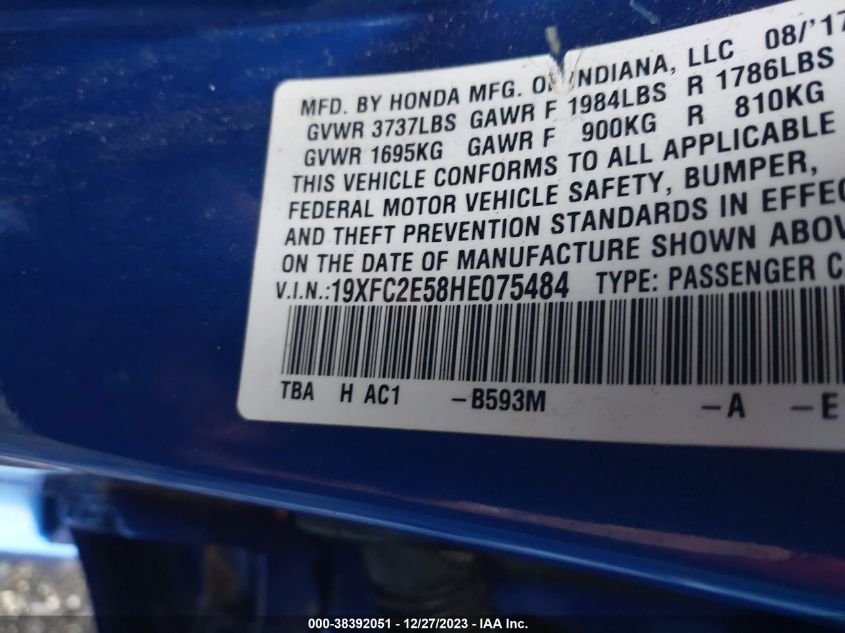 MFD. BY HONDA MFG. OF INDIANA, LLC 08/'17
GVWR 3737LBS GAWR F 1984LBS R 1786LBS
GVWR 1695KG GAWR F 900KG R 810KG
THIS VEHICLE CONFORMS TO ALL APPLICABLE
FEDERAL MOTOR VEHICLE SAFETY, BUMPER,
AND THEFT PREVENTION STANDARDS IN EFFEC
ON THE DATE OF MANUFACTURE SHOWN ABOV
V.I.N.:19XFC2E58HE075484 TYPE: PASSENGER C
TBA H AC1 -B593M -A -E
000-38392051 - 12/27/2023 - IAA Inc.